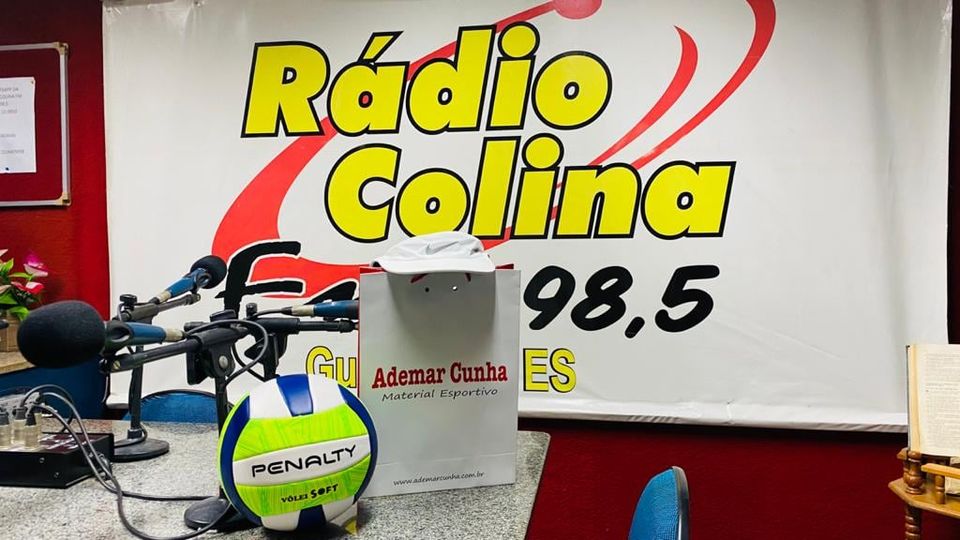 Rádio
Colina
98,5
ES
Ademar Cunha
Material Esportivo
www.ademarcunha.com.br
PENALTY
VÔLEI SOFT